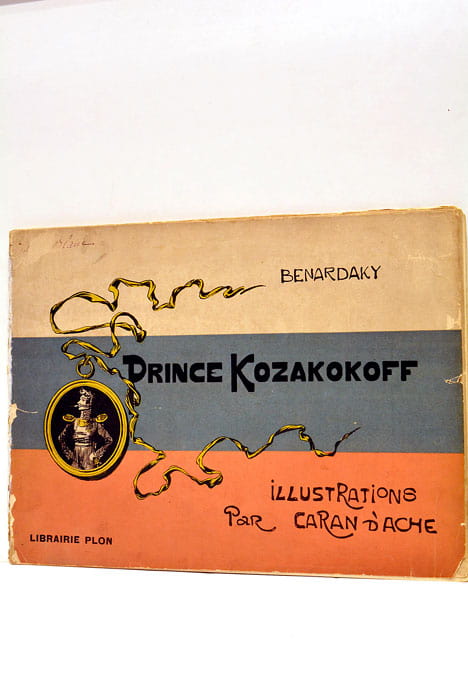 BENARDAKY
PRINCE KOZAKOKOFF
ILLUSTRATIONS
PAR CARAN D'ACHE
LIBRAIRIE PLON